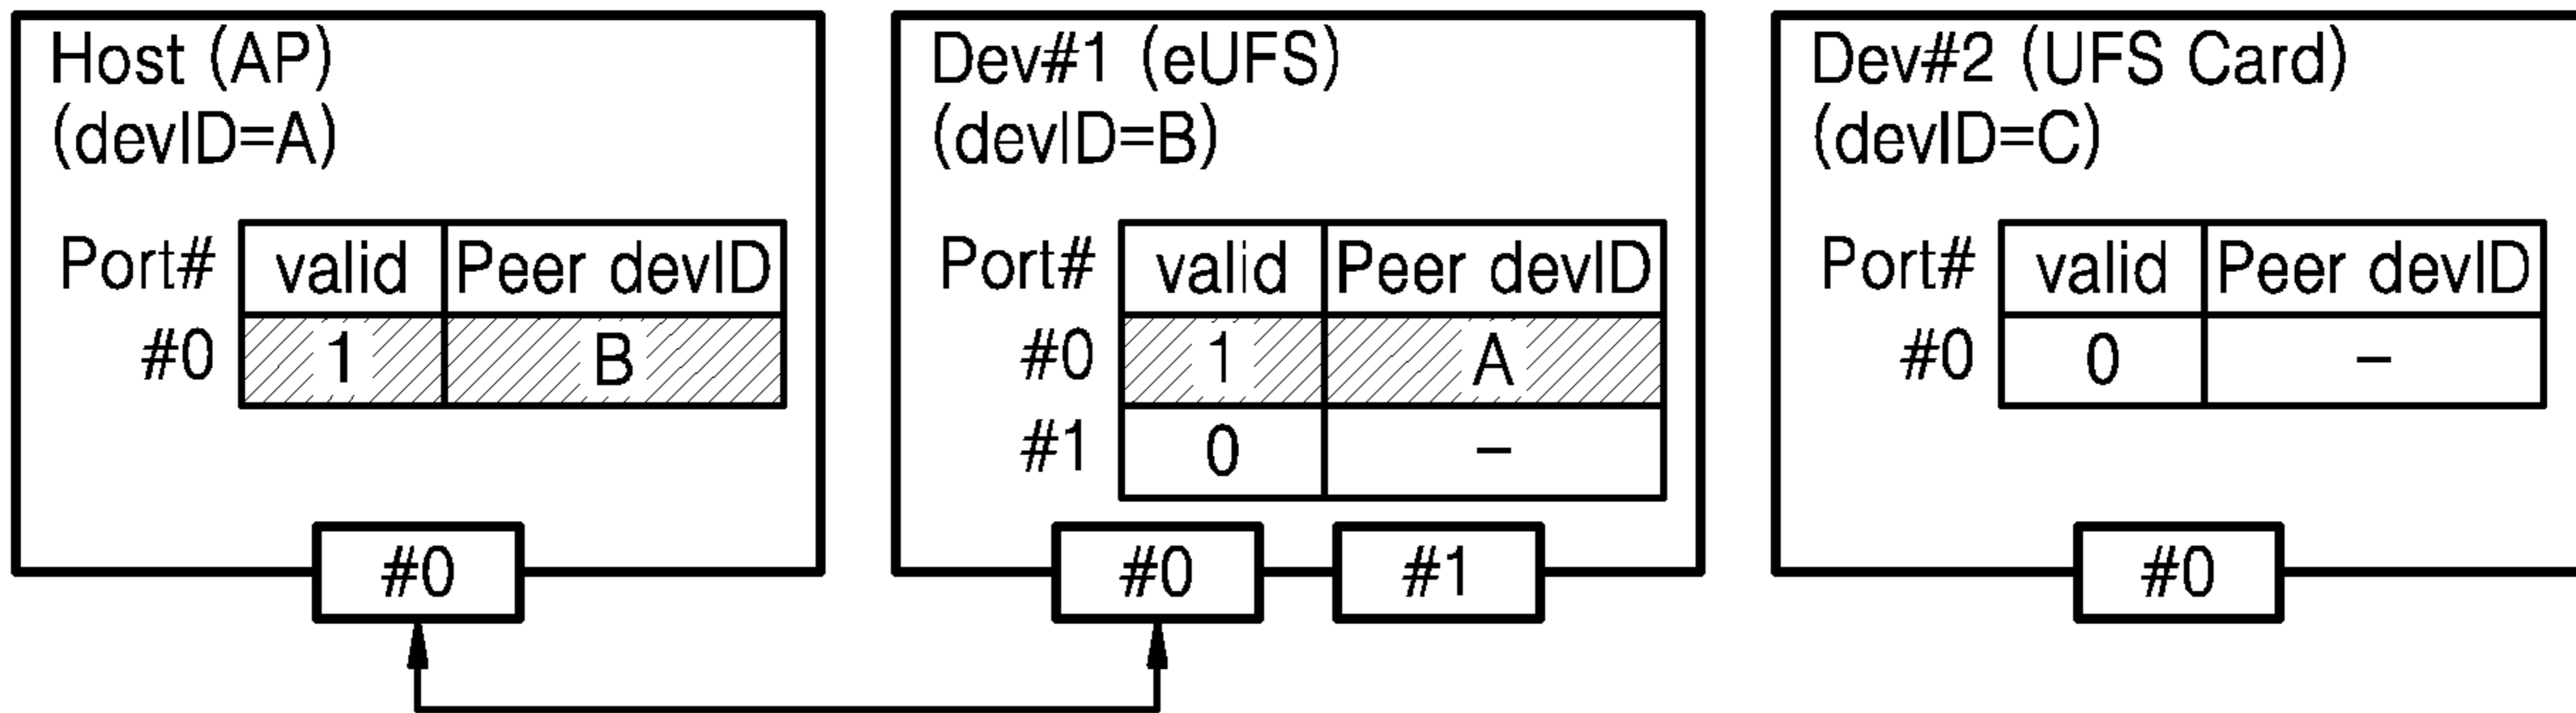 Host (AP)
(devID=A)
Port# valid Peer devID
#0 1 B
#0
Dev#1 (eUFS)
(devID=B)
Port# valid Peer devID
#0 1 A
#1 0 –
#0 #1
Dev#2 (UFS Card)
(devID=C)
Port# valid Peer devID
#0 0 –
#0